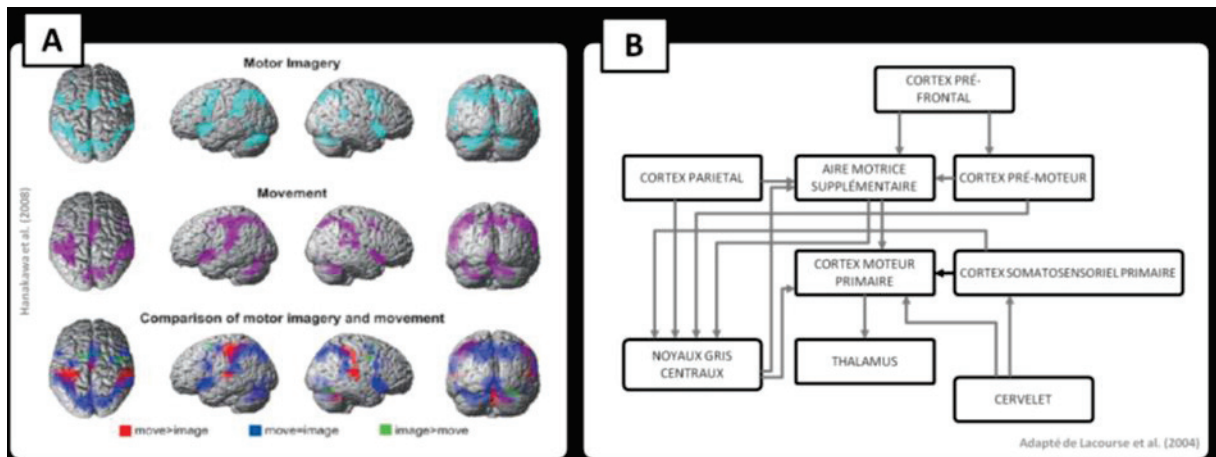 A
Motor Imagery
Movement
Comparison of motor imagery and movement
move>image
move=image
image>move
Hanakawa et al. (2008)
B
CORTEX PRÉ-
FRONTAL
CORTEX PARIETAL
AIRE MOTRICE
SUPPLÉMENTAIRE
CORTEX PRÉ-MOTEUR
CORTEX MOTEUR
PRIMAIRE
CORTEX SOMATOSENSORIEL PRIMAIRE
NOYAUX GRIS
CENTRAUX
THALAMUS
CERVELET
Adapté de Lacourse et al. (2004)